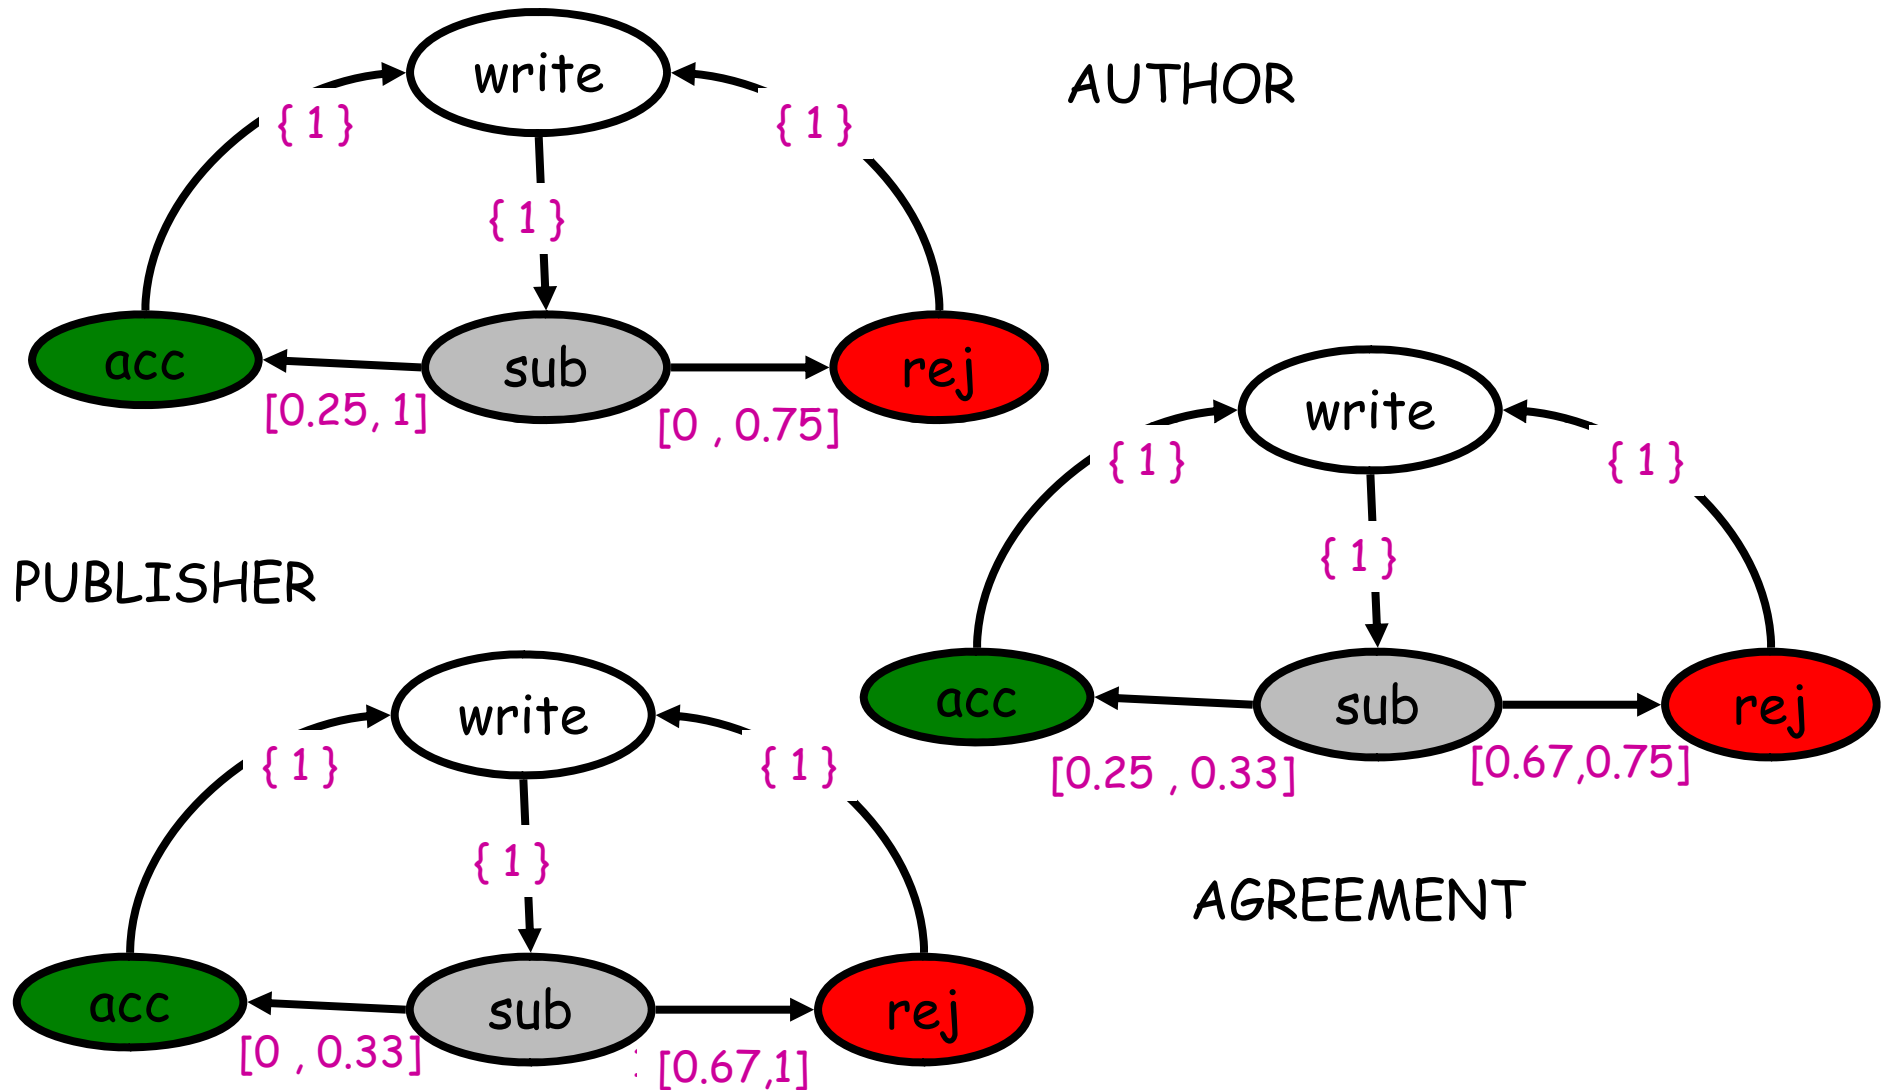 write
AUTHOR
{ 1 }
{ 1 }
{ 1 }
acc
sub
rej
[0.25, 1]
[0 , 0.75]
PUBLISHER
write
{ 1 }
{ 1 }
{ 1 }
acc
sub
rej
[0 , 0.33]
[0.67,1]
write
{ 1 }
{ 1 }
{ 1 }
acc
sub
rej
[0.25 , 0.33]
[0.67,0.75]
AGREEMENT